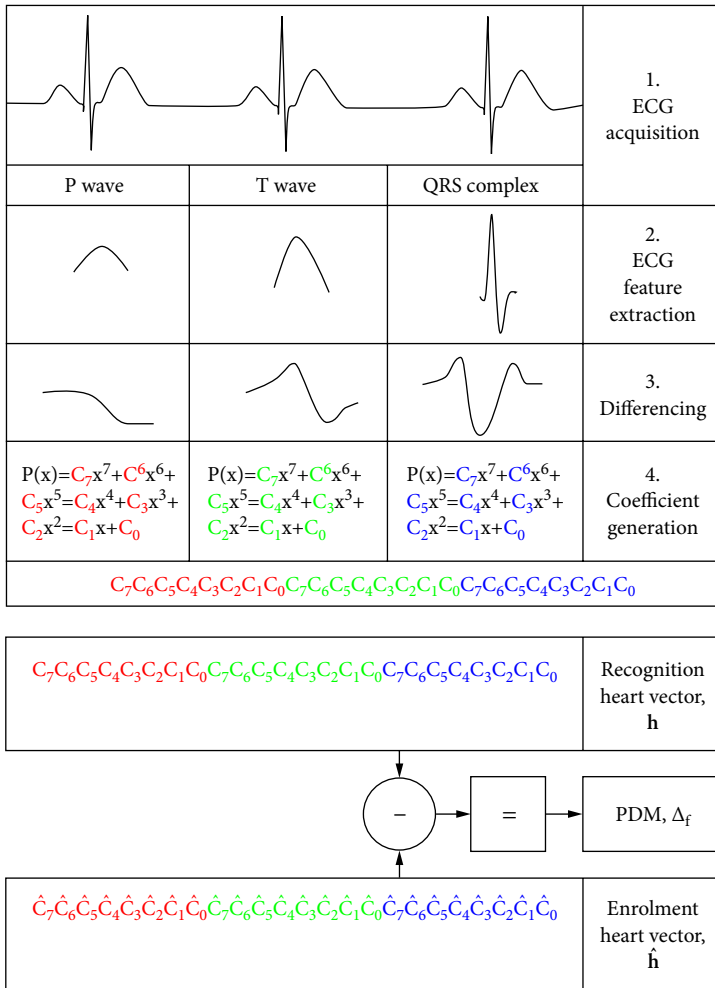 1.
ECG
acquisition
P wave
T wave
QRS complex
2.
ECG
feature
extraction
3.
Differencing
P(x)=C₇x⁷+C⁶x⁶+
C₅x⁵=C₄x⁴+C₃x³+
C₂x²=C₁x+C₀
P(x)=C₇x⁷+C⁶x⁶+
C₅x⁵=C₄x⁴+C₃x³+
C₂x²=C₁x+C₀
P(x)=C₇x⁷+C⁶x⁶+
C₅x⁵=C₄x⁴+C₃x³+
C₂x²=C₁x+C₀
4.
Coefficient
generation
C₇C₆C₅C₄C₃C₂C₁C₀C₇C₆C₅C₄C₃C₂C₁C₀C₇C₆C₅C₄C₃C₂C₁C₀
C₇C₆C₅C₄C₃C₂C₁C₀C₇C₆C₅C₄C₃C₂C₁C₀C₇C₆C₅C₄C₃C₂C₁C₀
Recognition
heart vector,
h
−
=
PDM, Δf
Ĉ₇Ĉ₆Ĉ₅Ĉ₄Ĉ₃Ĉ₂Ĉ₁Ĉ₀Ĉ₇Ĉ₆Ĉ₅Ĉ₄Ĉ₃Ĉ₂Ĉ₁Ĉ₀Ĉ₇Ĉ₆Ĉ₅Ĉ₄Ĉ₃Ĉ₂Ĉ₁Ĉ₀
Enrolment
heart vector,
ĥ